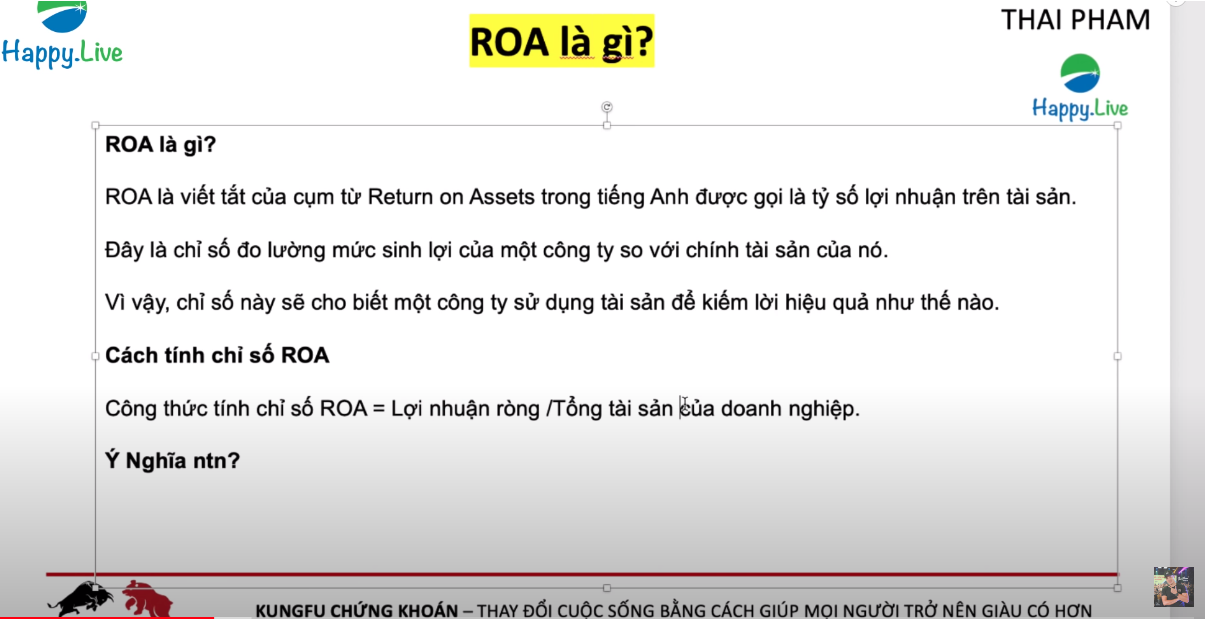 Happy.Live
ROA là gì?
THAI PHAM
Happy.Live
ROA là gì?
ROA là viết tắt của cụm từ Return on Assets trong tiếng Anh được gọi là tỷ số lợi nhuận trên tài sản.
Đây là chỉ số đo lường mức sinh lợi của một công ty so với chính tài sản của nó.
Vì vậy, chỉ số này sẽ cho biết một công ty sử dụng tài sản để kiếm lời hiệu quả như thế nào.
Cách tính chỉ số ROA
Công thức tính chỉ số ROA = Lợi nhuận ròng /Tổng tài sản của doanh nghiệp.
Ý Nghĩa ntn?
KUNGFU CHỨNG KHOÁN – THAY ĐỔI CUỘC SỐNG BẰNG CÁCH GIÚP MỌI NGƯỜI TRỞ NÊN GIÀU CÓ HƠN